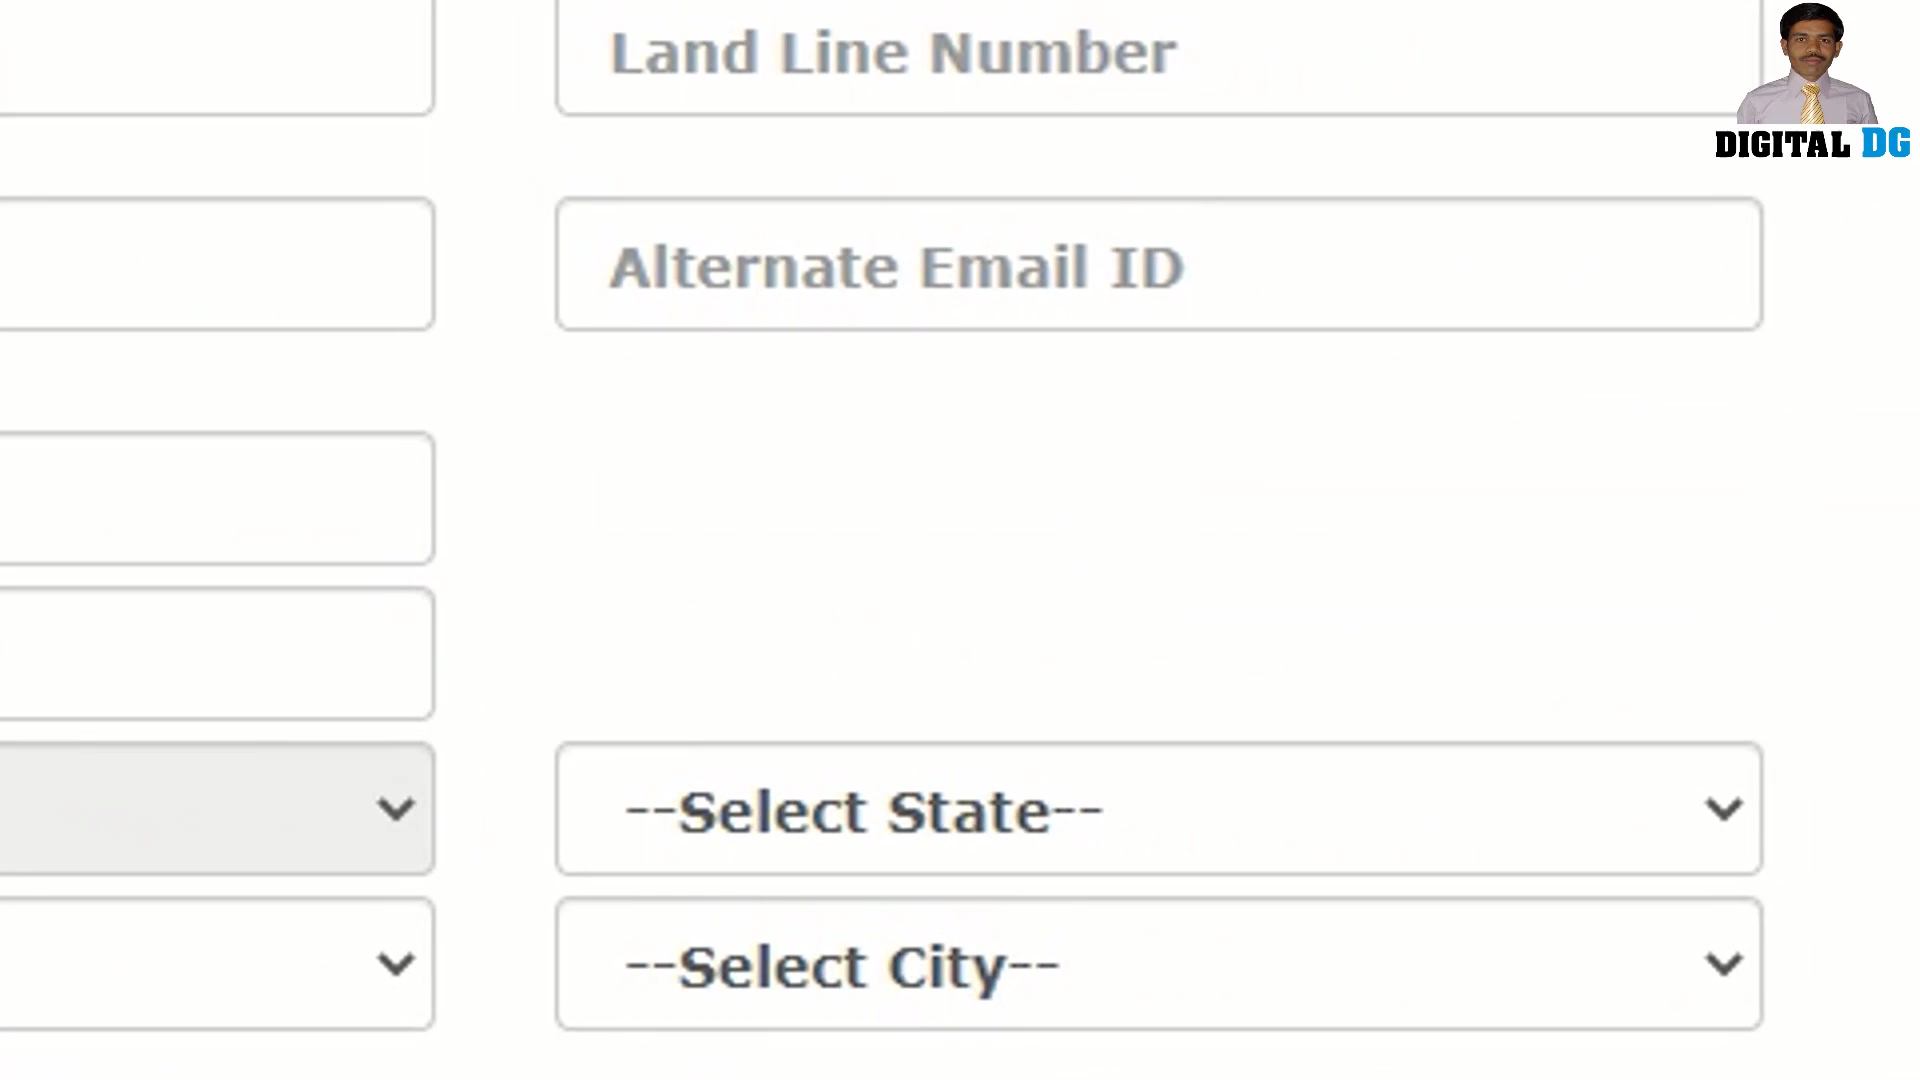 Land Line Number
DIGITAL DG
Alternate Email ID
--Select State--
--Select City--